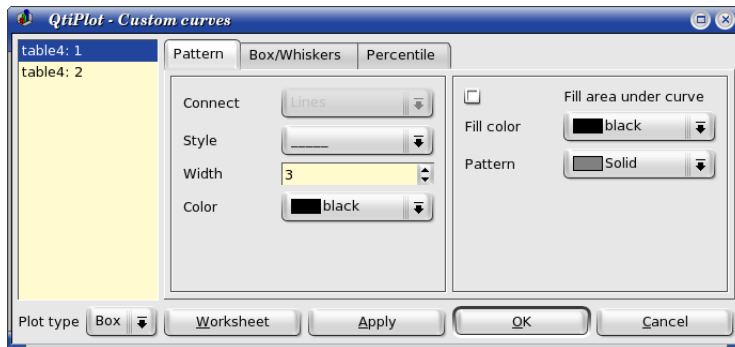 QtiPlot - Custom curves
table4: 1
table4: 2
Pattern
Box/Whiskers
Percentile
Connect
Lines
Style
_____
Width
3
Color
black
Fill area under curve
Fill color
black
Pattern
Solid
Plot type
Box
Worksheet
Apply
OK
Cancel